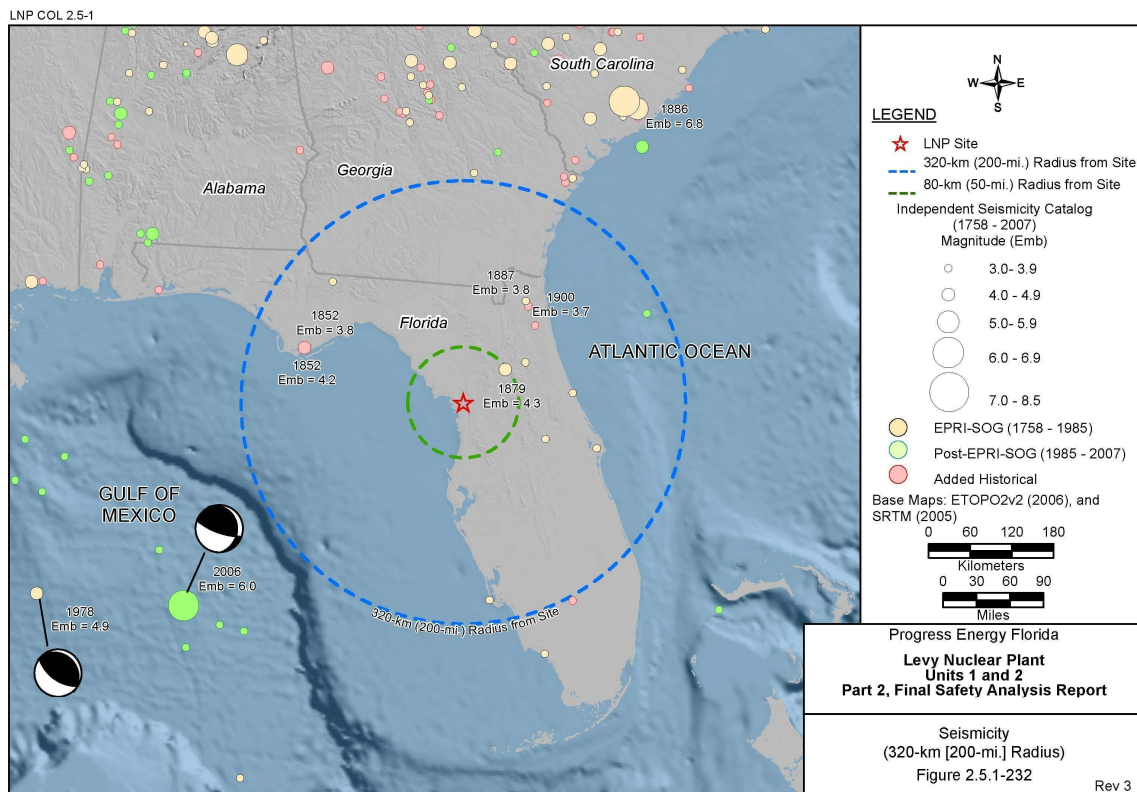 LNP COL 2.5-1
South Carolina
1886
Emb = 6.8
Georgia
Alabama
1887
Emb = 3.8
1900
Emb = 3.7
1852
Emb = 3.8
Florida
1852
Emb = 4.2
ATLANTIC OCEAN
1879
Emb = 4.3
GULF OF
MEXICO
2006
Emb = 6.0
1978
Emb = 4.9
320-km (200-mi.) Radius from Site
N
W E
S
LEGEND
LNP Site
320-km (200-mi.) Radius from Site
80-km (50-mi.) Radius from Site
Independent Seismicity Catalog
(1758 - 2007)
Magnitude (Emb)
3.0- 3.9
4.0 - 4.9
5.0 - 5.9
6.0 - 6.9
7.0 - 8.5
EPRI-SOG (1758 - 1985)
Post-EPRI-SOG (1985 - 2007)
Added Historical
Base Maps: ETOPO2v2 (2006), and
SRTM (2005)
0 60 120 180
Kilometers
0 30 60 90
Miles
Progress Energy Florida
Levy Nuclear Plant
Units 1 and 2
Part 2, Final Safety Analysis Report
Seismicity
(320-km [200-mi.] Radius)
Figure 2.5.1-232
Rev 3